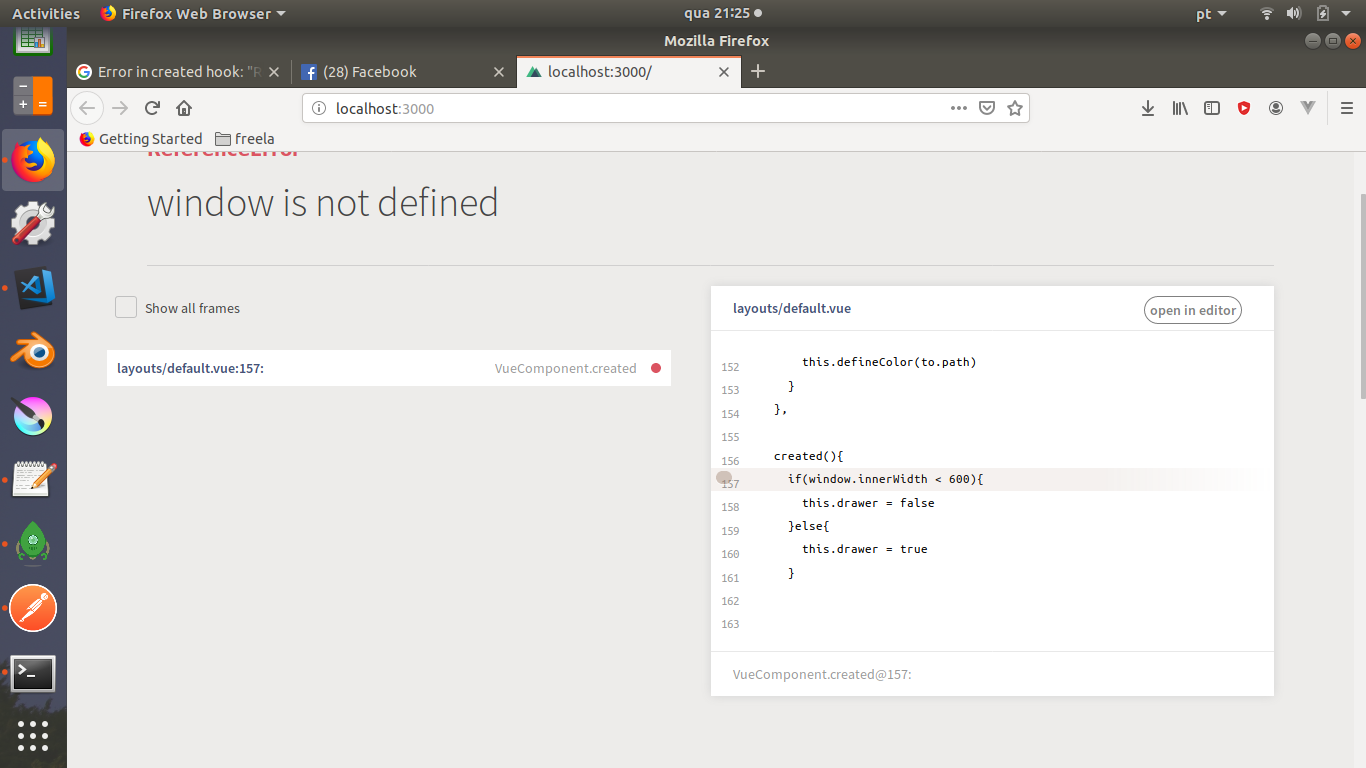 Activities Firefox Web Browser qua 21:25 pt
Mozilla Firefox
Error in created hook: "R (28) Facebook localhost:3000/
localhost:3000
Getting Started freela
ReferenceError
window is not defined
Show all frames
layouts/default.vue:157: VueComponent.created
layouts/default.vue open in editor
152 this.defineColor(to.path)
153 }
154 },
155
156 created(){
157 if(window.innerWidth < 600){
158 this.drawer = false
159 }else{
160 this.drawer = true
161 }
162
163
VueComponent.created@157: